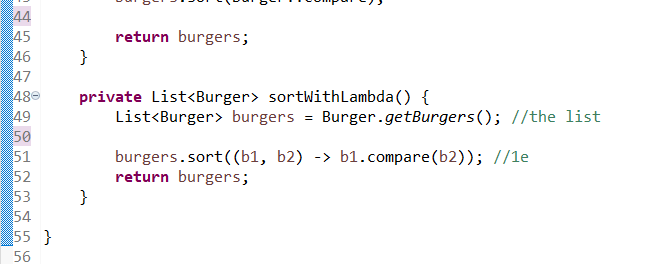 44
45 return burgers;
46 }
47
48 private List<Burger> sortWithLambda() {
49 List<Burger> burgers = Burger.getBurgers(); //the list
50
51 burgers.sort((b1, b2) -> b1.compare(b2)); //1e
52 return burgers;
53 }
54
55 }
56